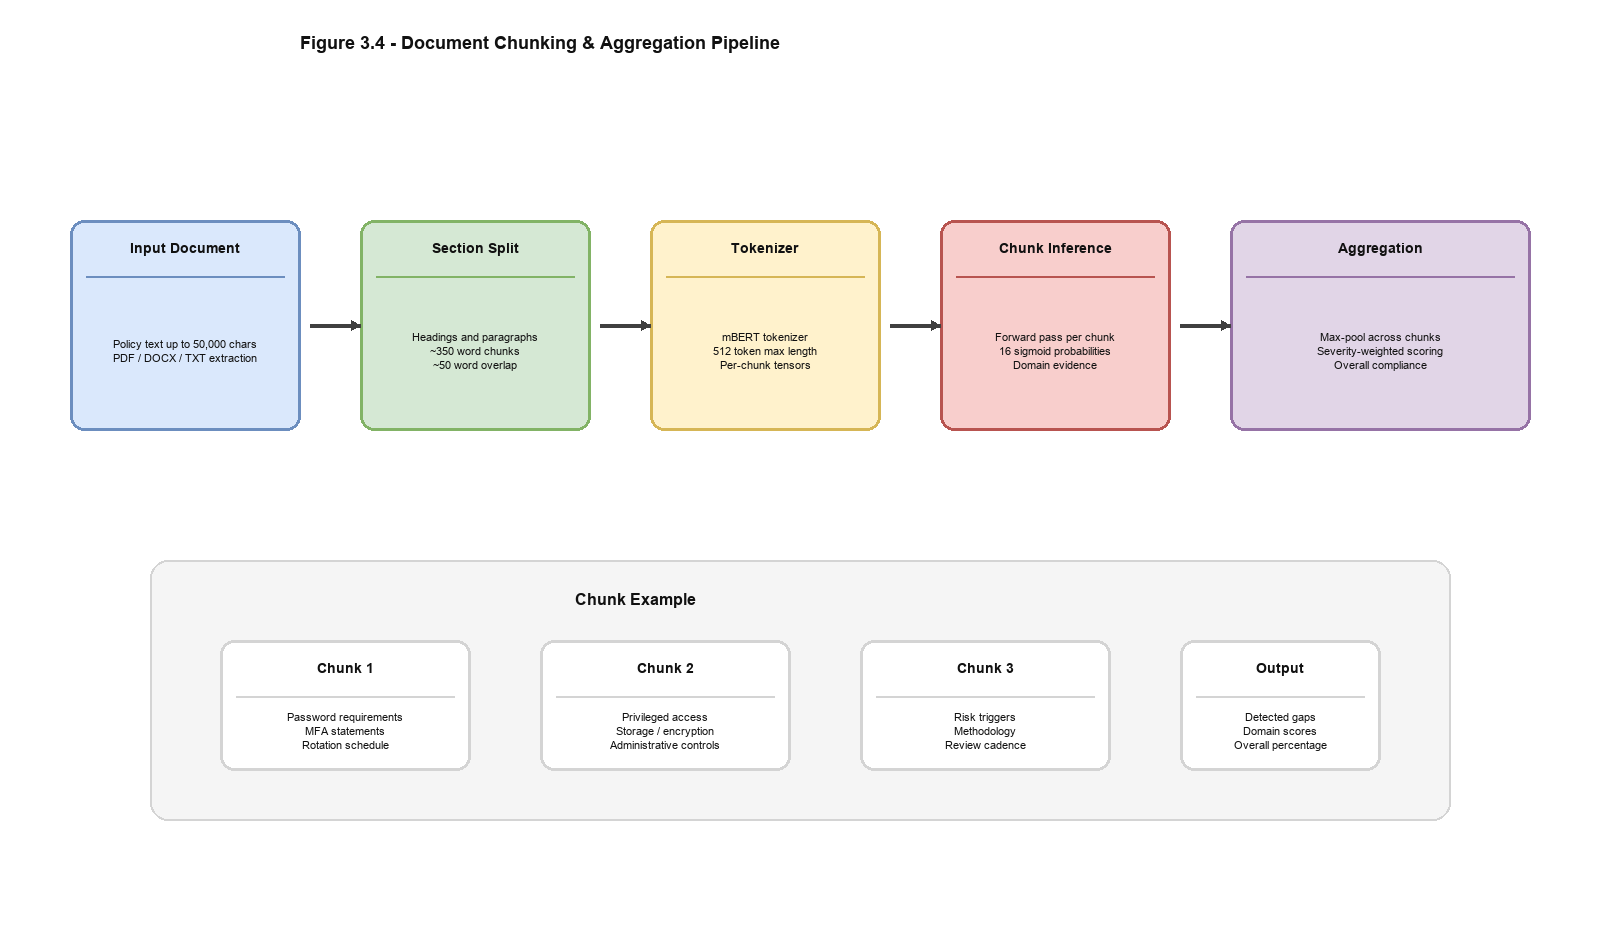 Figure 3.4 - Document Chunking & Aggregation Pipeline
Input Document
Policy text up to 50,000 chars
PDF / DOCX / TXT extraction
Section Split
Headings and paragraphs
~350 word chunks
~50 word overlap
Tokenizer
mBERT tokenizer
512 token max length
Per-chunk tensors
Chunk Inference
Forward pass per chunk
16 sigmoid probabilities
Domain evidence
Aggregation
Max-pool across chunks
Severity-weighted scoring
Overall compliance
Chunk Example
Chunk 1
Password requirements
MFA statements
Rotation schedule
Chunk 2
Privileged access
Storage / encryption
Administrative controls
Chunk 3
Risk triggers
Methodology
Review cadence
Output
Detected gaps
Domain scores
Overall percentage